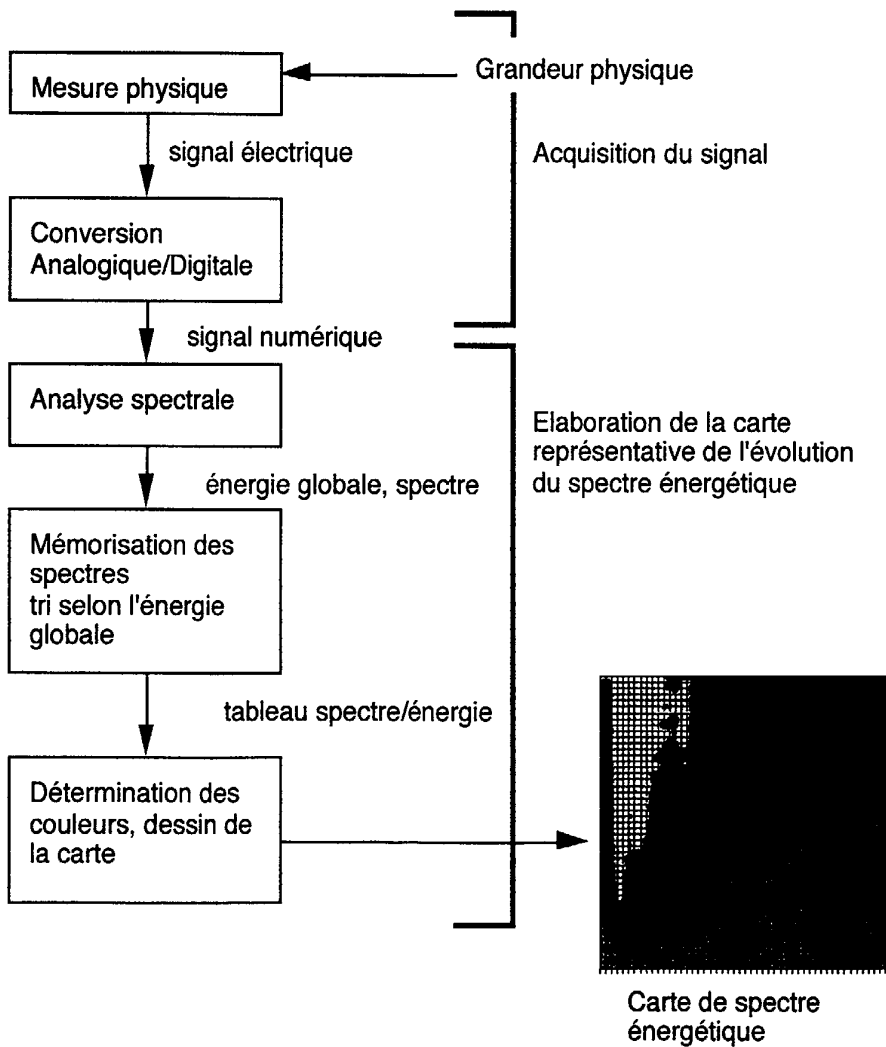 Grandeur physique
Mesure physique
signal électrique
Acquisition du signal
Conversion
Analogique/Digitale
signal numérique
Analyse spectrale
Elaboration de la carte
représentative de l'évolution
du spectre énergétique
énergie globale, spectre
Mémorisation des
spectres
tri selon l'énergie
globale
tableau spectre/énergie
Détermination des
couleurs, dessin de
la carte
Carte de spectre
énergétique